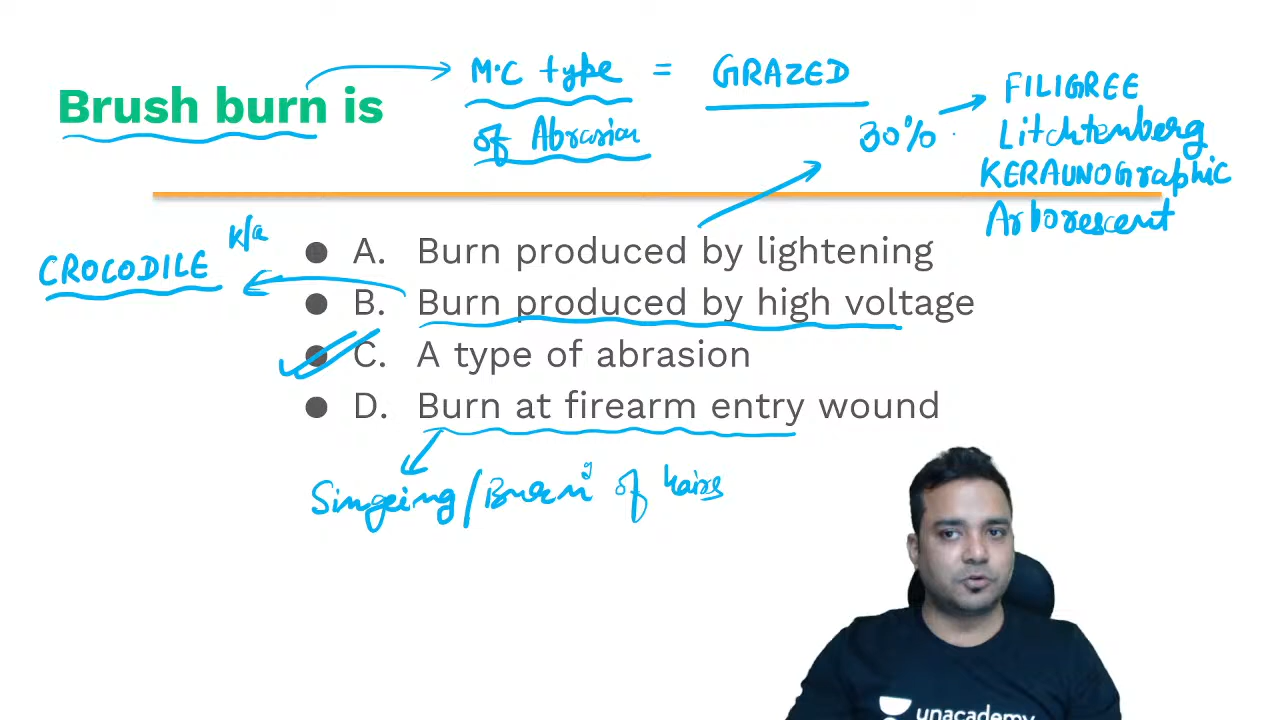 Brush burn is
M.C type = GRAZED
of Abrasion
30%
FILIGREE
Litchtenberg
KERAUNOGraphic
Arborescent
CROCODILE k/a
A. Burn produced by lightening
B. Burn produced by high voltage
C. A type of abrasion
D. Burn at firearm entry wound
Singeing/Burng of hairs
unacademy